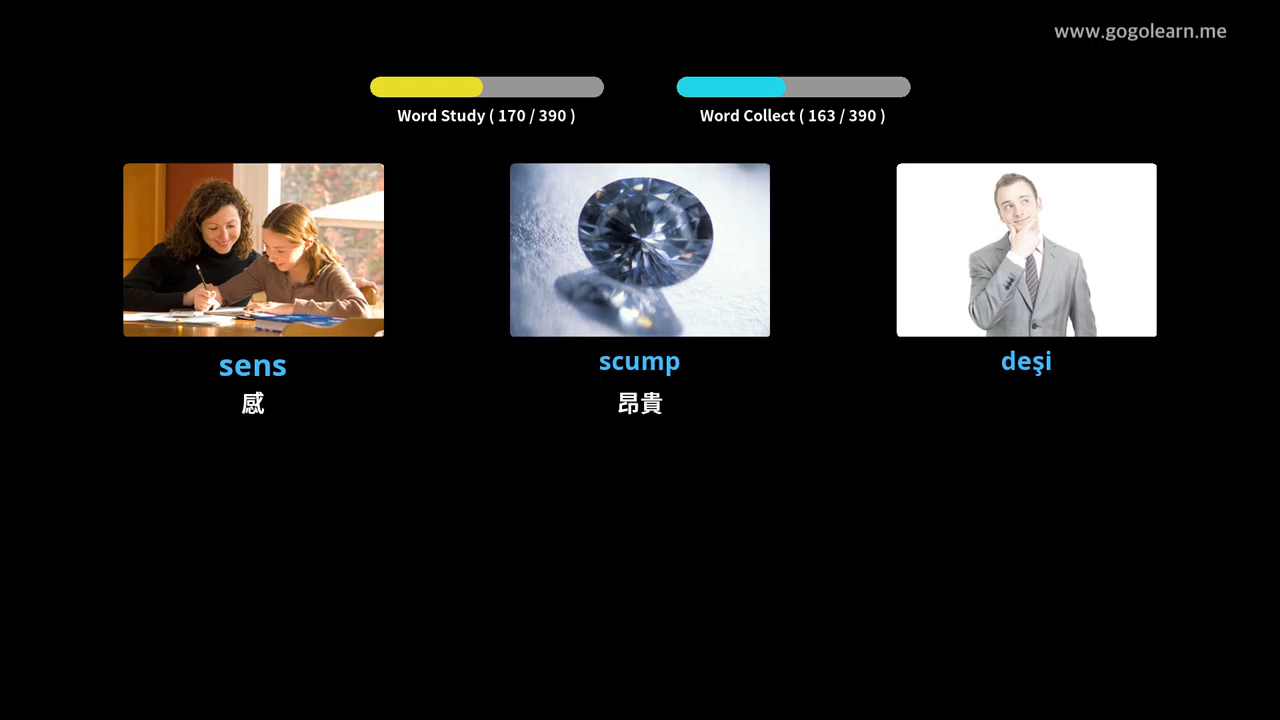 www.gogolearn.me
Word Study ( 170 / 390 )
Word Collect ( 163 / 390 )
sens
scump
deşi
感
昂貴